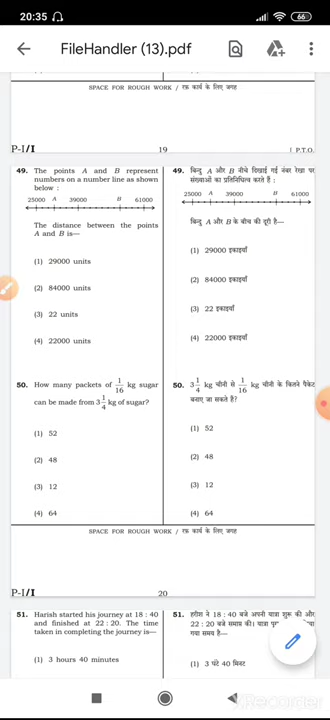 20:35
66
FileHandler (13).pdf
SPACE FOR ROUGH WORK / रफ़ कार्य के लिए जगह
P-I/I
19
P.T.O.
49. The points A and B represent
numbers on a number line as shown
below :
25000 A 39000 B 61000
The distance between the points
A and B is—
(1) 29000 units
(2) 84000 units
(3) 22 units
(4) 22000 units
49. बिन्दु A और B नीचे दिखाई गई नंबर रेखा पर
संख्याओं का प्रतिनिधित्व करते हैं :
25000 A 39000 B 61000
बिन्दु A और B के बीच की दूरी है—
(1) 29000 इकाइयाँ
(2) 84000 इकाइयाँ
(3) 22 इकाइयाँ
(4) 22000 इकाइयाँ
50. How many packets of 1/16 kg sugar
can be made from 3 1/4 kg of sugar?
(1) 52
(2) 48
(3) 12
(4) 64
50. 3 1/4 kg चीनी से 1/16 kg चीनी के कितने पैकेट
बनाए जा सकते हैं?
(1) 52
(2) 48
(3) 12
(4) 64
SPACE FOR ROUGH WORK / रफ़ कार्य के लिए जगह
P-I/I
20
51. Harish started his journey at 18 : 40
and finished at 22 : 20. The time
taken in completing the journey is—
(1) 3 hours 40 minutes
51. हरीश ने 18 : 40 बजे अपनी यात्रा शुरू की और
22 : 20 बजे समाप्त की। यात्रा
गया समय है—
(1) 3 घंटे 40 मिनट